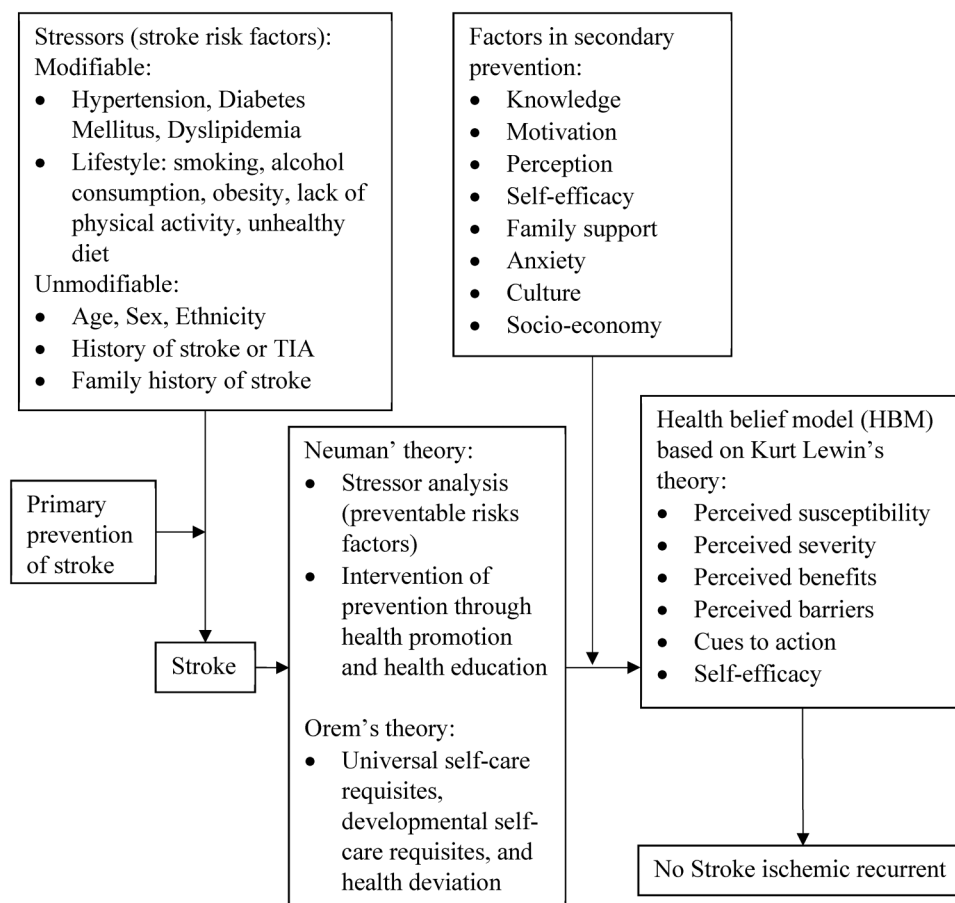 Stressors (stroke risk factors):
Modifiable:
• Hypertension, Diabetes
Mellitus, Dyslipidemia
• Lifestyle: smoking, alcohol
consumption, obesity, lack of
physical activity, unhealthy
diet
Unmodifiable:
• Age, Sex, Ethnicity
• History of stroke or TIA
• Family history of stroke
Factors in secondary
prevention:
• Knowledge
• Motivation
• Perception
• Self-efficacy
• Family support
• Anxiety
• Culture
• Socio-economy
Primary
prevention
of stroke
Stroke
Neuman’ theory:
• Stressor analysis
(preventable risks
factors)
• Intervention of
prevention through
health promotion
and health education
Orem’s theory:
• Universal self-care
requisites,
developmental self-
care requisites, and
health deviation
Health belief model (HBM)
based on Kurt Lewin’s
theory:
• Perceived susceptibility
• Perceived severity
• Perceived benefits
• Perceived barriers
• Cues to action
• Self-efficacy
No Stroke ischemic recurrent